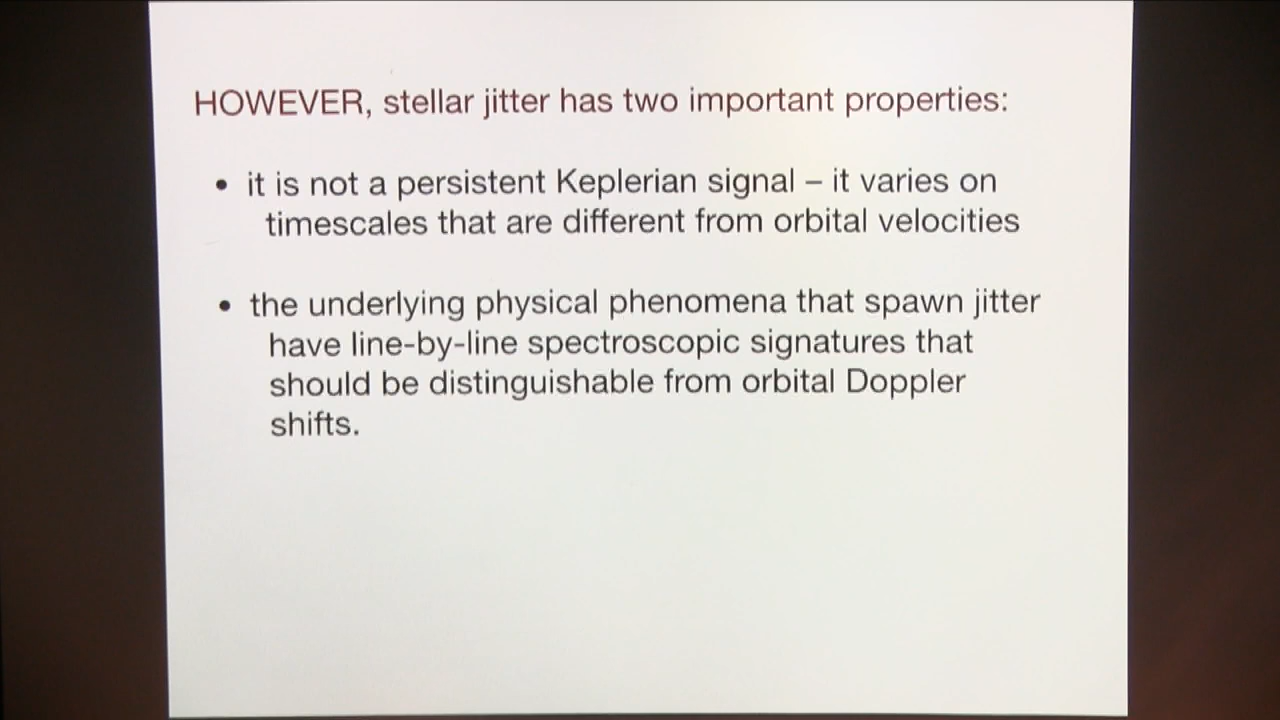 HOWEVER, stellar jitter has two important properties:
• it is not a persistent Keplerian signal – it varies on
timescales that are different from orbital velocities
• the underlying physical phenomena that spawn jitter
have line-by-line spectroscopic signatures that
should be distinguishable from orbital Doppler
shifts.